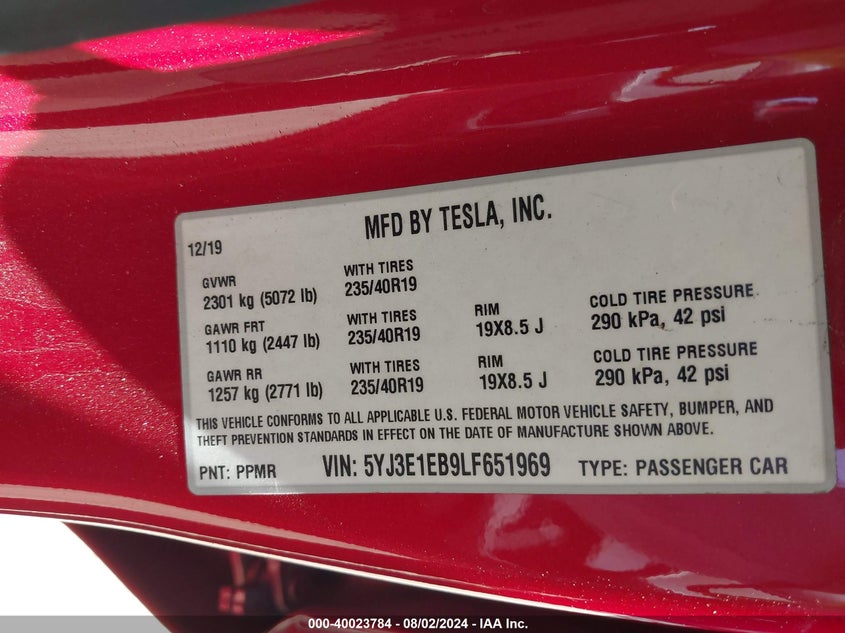 MFD BY TESLA, INC.
12/19
GVWR WITH TIRES
2301 kg (5072 lb) 235/40R19
GAWR FRT WITH TIRES RIM COLD TIRE PRESSURE
1110 kg (2447 lb) 235/40R19 19X8.5 J 290 kPa, 42 psi
GAWR RR WITH TIRES RIM COLD TIRE PRESSURE
1257 kg (2771 lb) 235/40R19 19X8.5 J 290 kPa, 42 psi
THIS VEHICLE CONFORMS TO ALL APPLICABLE U.S. FEDERAL MOTOR VEHICLE SAFETY, BUMPER, AND
THEFT PREVENTION STANDARDS IN EFFECT ON THE DATE OF MANUFACTURE SHOWN ABOVE.
PNT: PPMR VIN: 5YJ3E1EB9LF651969 TYPE: PASSENGER CAR
000-40023784 - 08/02/2024 - IAA Inc.